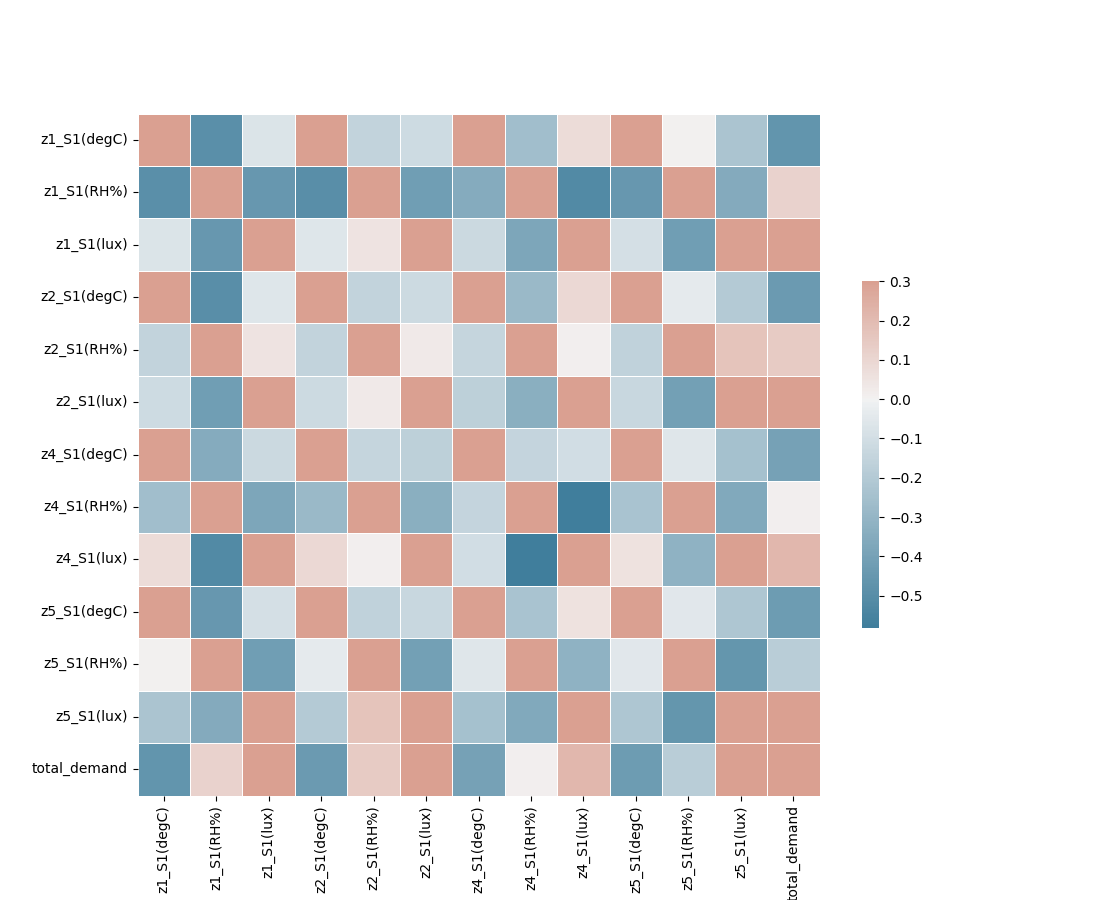 z1_S1(degC)
z1_S1(RH%)
z1_S1(lux)
z2_S1(degC)
z2_S1(RH%)
z2_S1(lux)
z4_S1(degC)
z4_S1(RH%)
z4_S1(lux)
z5_S1(degC)
z5_S1(RH%)
z5_S1(lux)
total_demand
z1_S1(degC)
z1_S1(RH%)
z1_S1(lux)
z2_S1(degC)
z2_S1(RH%)
z2_S1(lux)
z4_S1(degC)
z4_S1(RH%)
z4_S1(lux)
z5_S1(degC)
z5_S1(RH%)
z5_S1(lux)
total_demand
0.3
0.2
0.1
0.0
−0.1
−0.2
−0.3
−0.4
−0.5